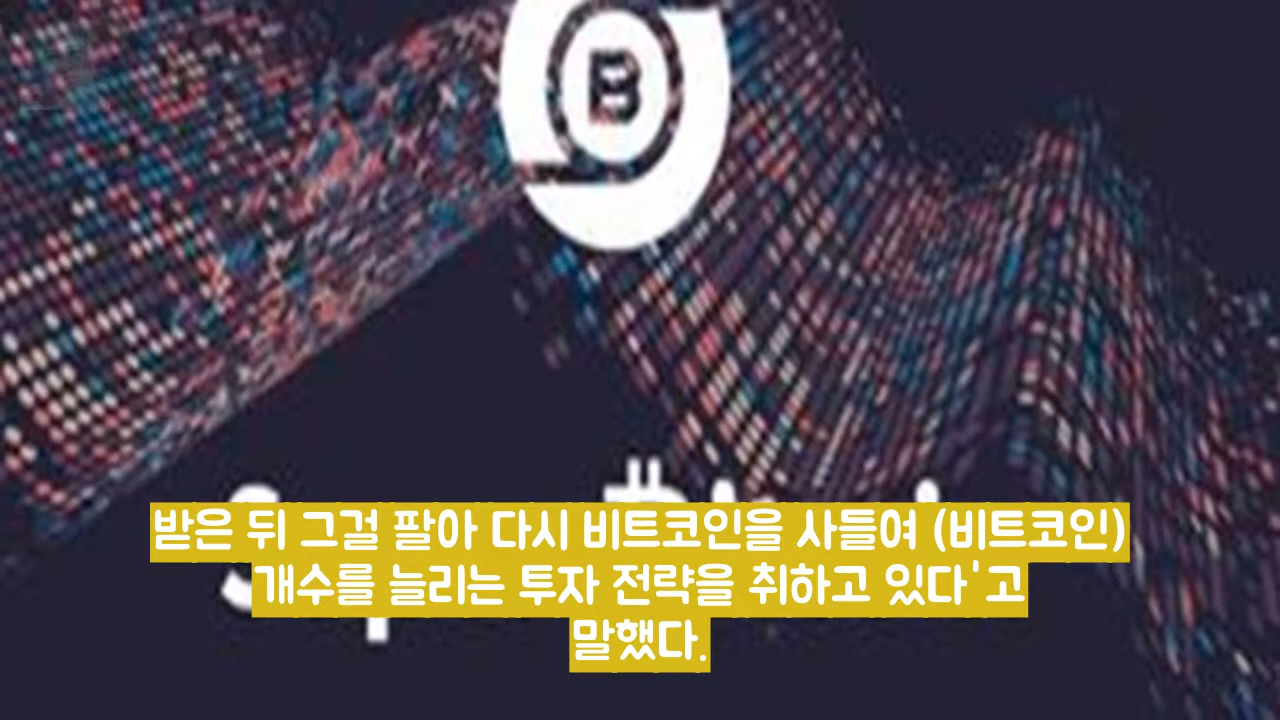 B
받은 뒤 그걸 팔아 다시 비트코인을 사들여 (비트코인)
개수를 늘리는 투자 전략을 취하고 있다'고
말했다.